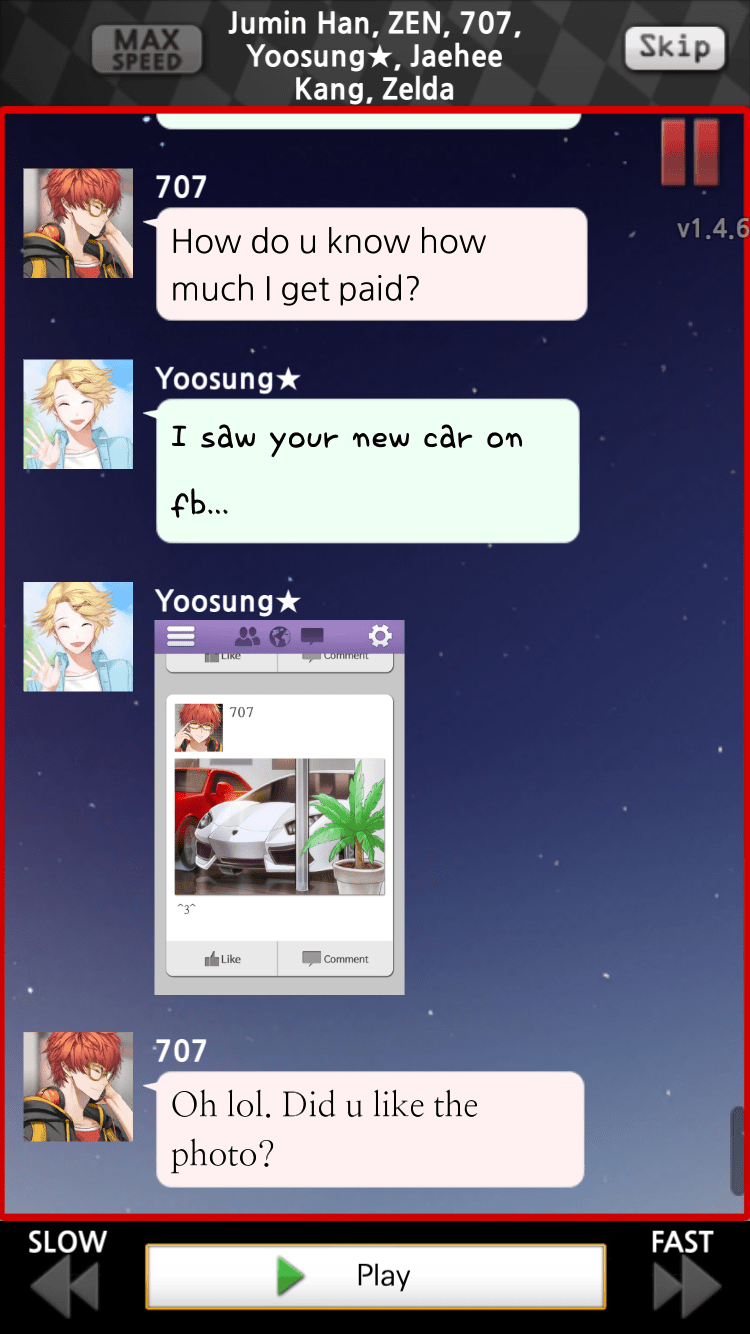 MAX
SPEED
Jumin Han, ZEN, 707,
Yoosung★, Jaehee
Kang, Zelda
Skip
v1.4.6
707
How do u know how
much I get paid?
Yoosung★
I saw your new car on
fb...
Yoosung★
Like
Comment
707
^3^
Like
Comment
707
Oh lol. Did u like the
photo?
SLOW
Play
FAST